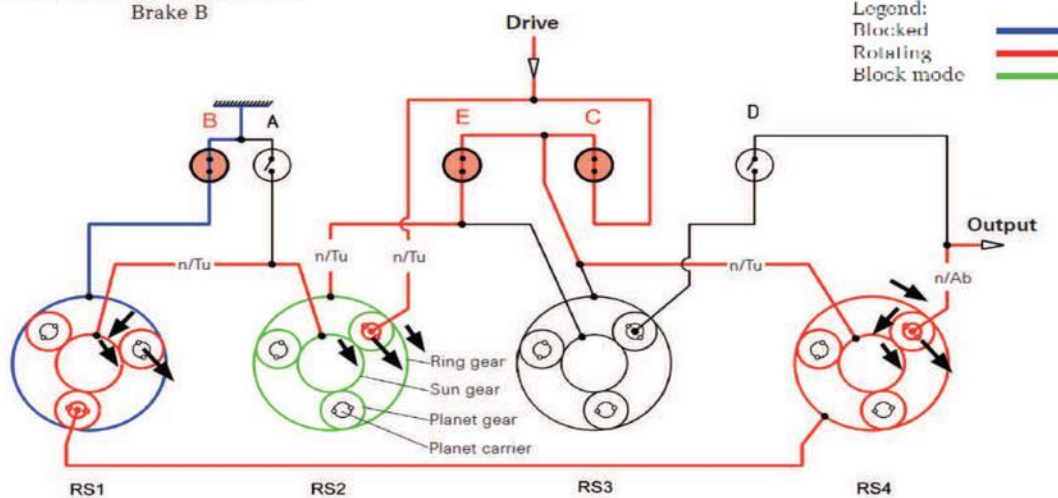 Brake B
Drive
Legend:
Blocked
Rotating
Block mode
B
A
E
C
D
Output
n/Tu
n/Tu
n/Tu
n/Tu
n/Ab
Ring gear
Sun gear
Planet gear
Planet carrier
RS1
RS2
RS3
RS4